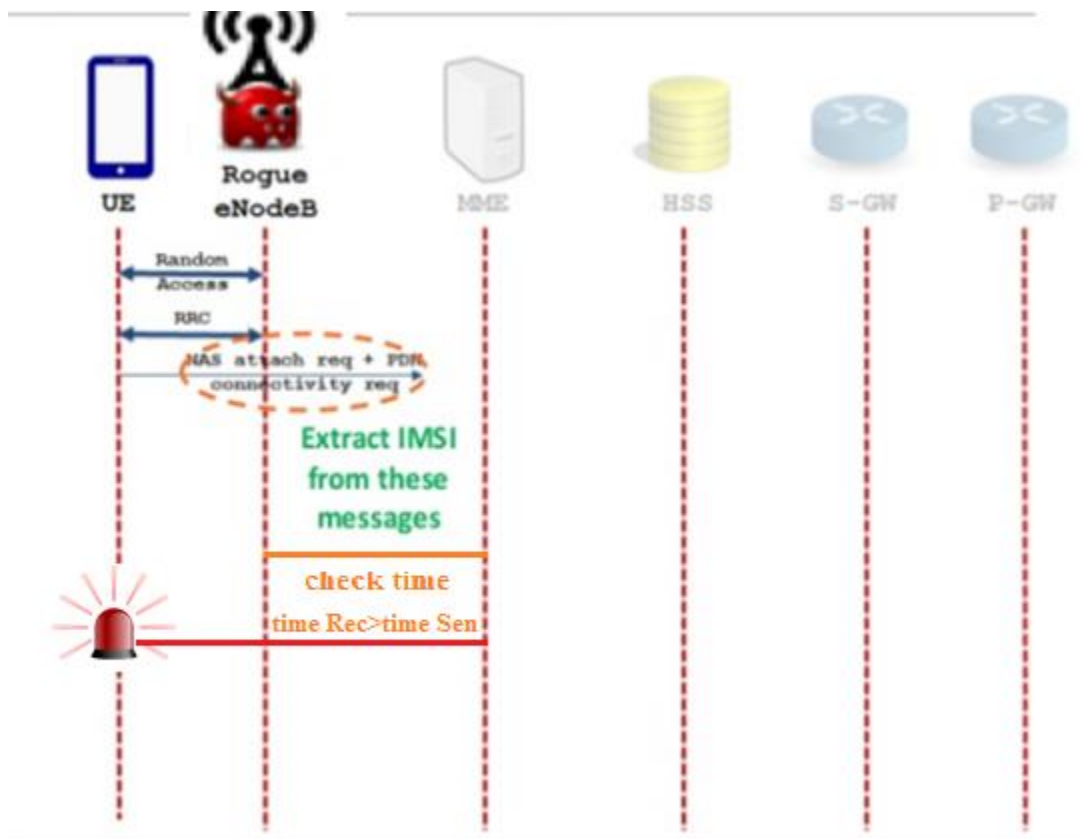 Rogue
eNodeB
UE
MME
HSS
S-GW
P-GW
Random
Access
RRC
NAS attach req + PDN
connectivity req
Extract IMSI
from these
messages
check time
time Rec>time Sen